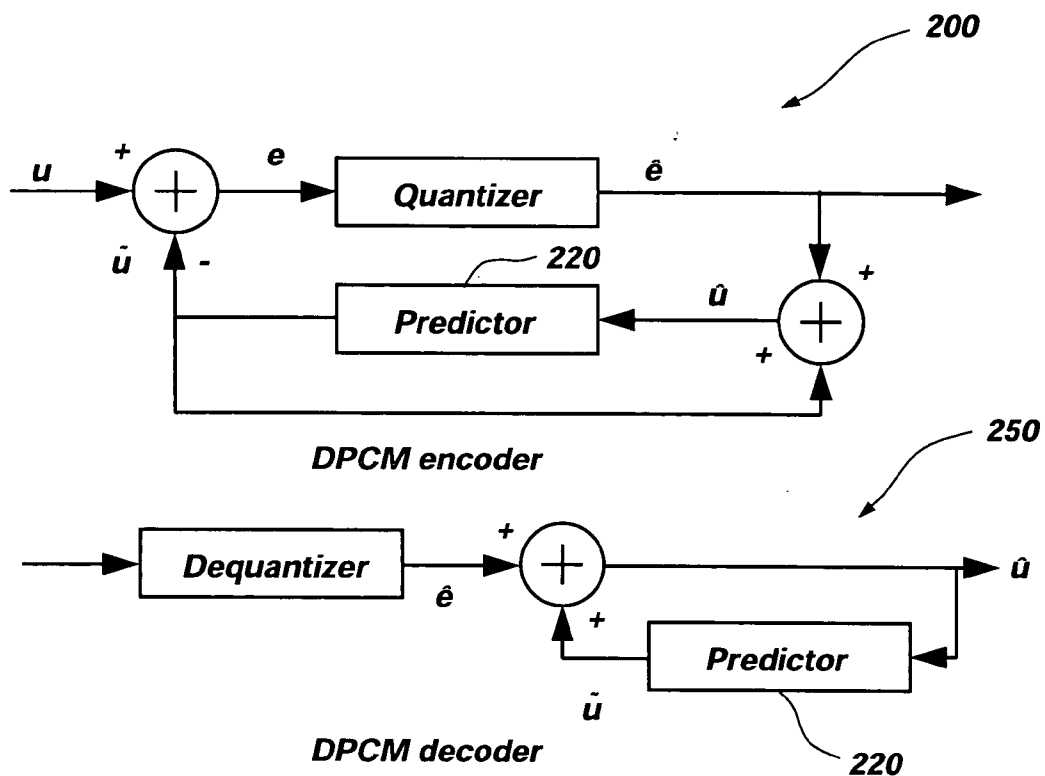 200
+
u
e
Quantizer
ê
ũ
-
220
+
Predictor
û
+
DPCM encoder
250
+
Dequantizer
ê
û
+
Predictor
ũ
DPCM decoder
220